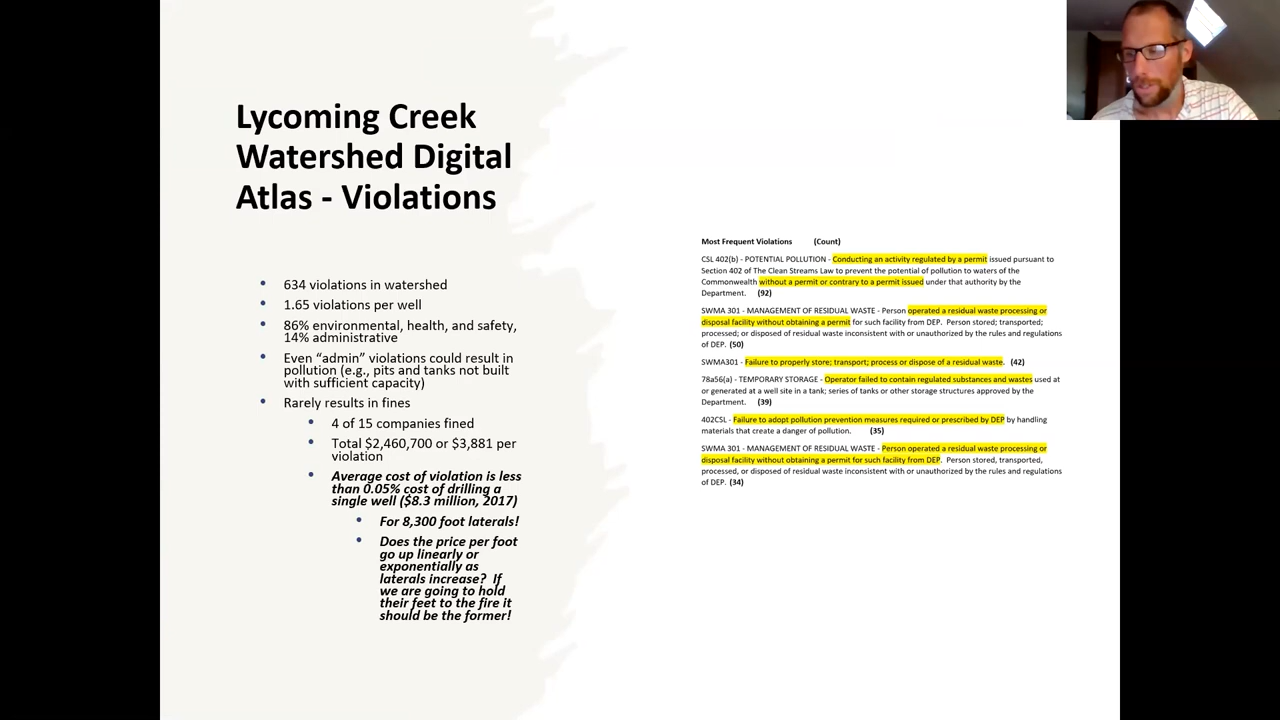 Lycoming Creek
Watershed Digital
Atlas - Violations
• 634 violations in watershed
• 1.65 violations per well
• 86% environmental, health, and safety,
14% administrative
• Even “admin” violations could result in
pollution (e.g., pits and tanks not built
with sufficient capacity)
• Rarely results in fines
• 4 of 15 companies fined
• Total $2,460,700 or $3,881 per
violation
• Average cost of violation is less
than 0.05% cost of drilling a
single well ($8.3 million, 2017)
• For 8,300 foot laterals!
• Does the price per foot
go up linearly or
exponentially as
laterals increase?  If
we are going to hold
their feet to the fire it
should be the former!
Most Frequent Violations (Count)
CSL 402(b) - POTENTIAL POLLUTION - Conducting an activity regulated by a permit issued pursuant to
Section 402 of The Clean Streams Law to prevent the potential of pollution to waters of the
Commonwealth without a permit or contrary to a permit issued under that authority by the
Department. (92)
SWMA 301 - MANAGEMENT OF RESIDUAL WASTE - Person operated a residual waste processing or
disposal facility without obtaining a permit for such facility from DEP.  Person stored; transported;
processed; or disposed of residual waste inconsistent with or unauthorized by the rules and regulations
of DEP. (50)
SWMA301 - Failure to properly store; transport; process or dispose of a residual waste. (42)
78a56(a) - TEMPORARY STORAGE - Operator failed to contain regulated substances and wastes used at
or generated at a well site in a tank; series of tanks or other storage structures approved by the
Department. (39)
402CSL - Failure to adopt pollution prevention measures required or prescribed by DEP by handling
materials that create a danger of pollution. (35)
SWMA 301 - MANAGEMENT OF RESIDUAL WASTE - Person operated a residual waste processing or
disposal facility without obtaining a permit for such facility from DEP.  Person stored, transported,
processed, or disposed of residual waste inconsistent with or unauthorized by the rules and regulations
of DEP. (34)